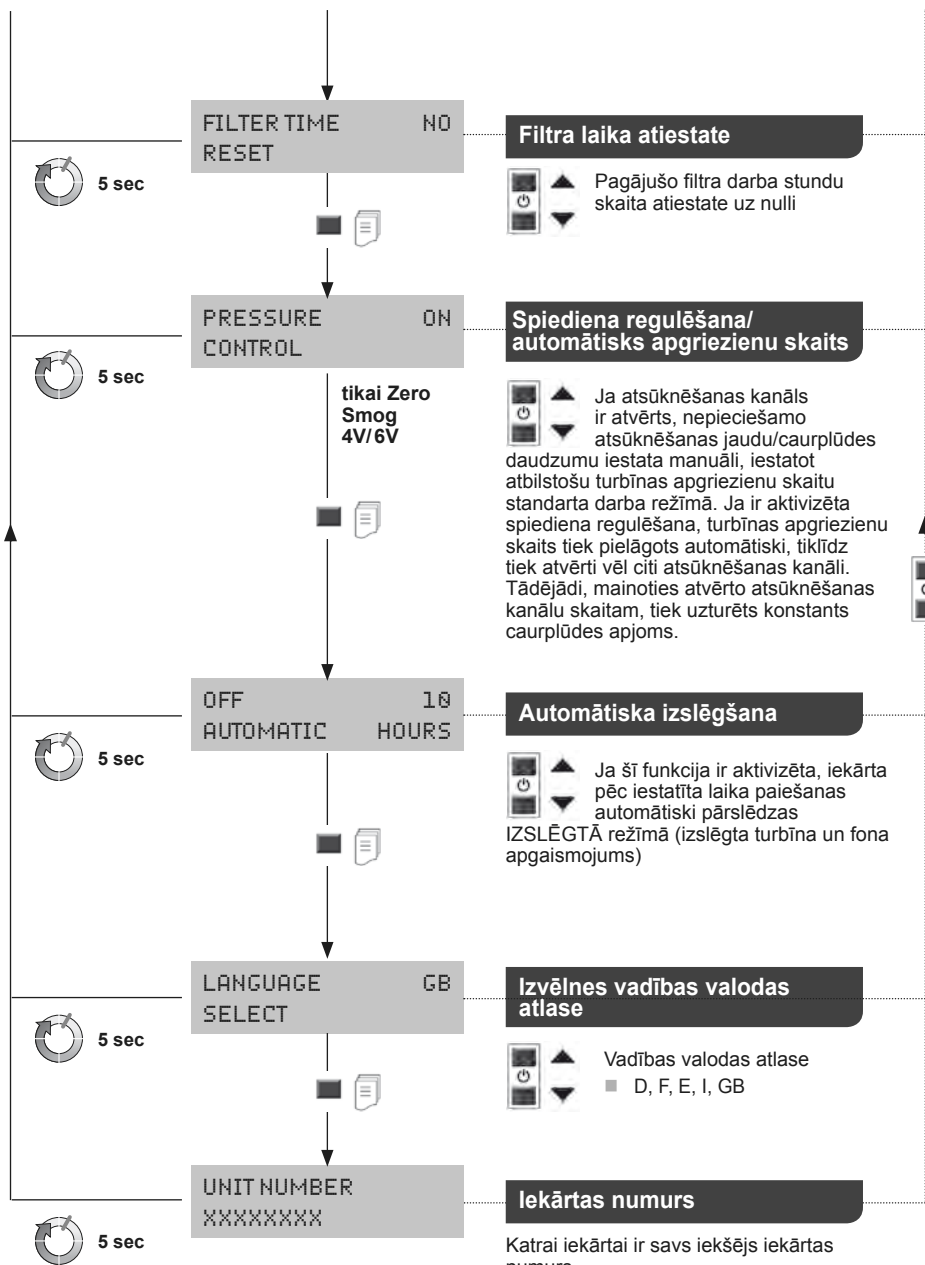 FILTER TIME NO
RESET
5 sec
Filtra laika atiestate
Pagājušo filtra darba stundu
skaita atiestate uz nulli
PRESSURE ON
CONTROL
5 sec
tikai Zero
Smog
4V/6V
Spiediena regulēšana/
automātisks apgriezienu skaits
Ja atsūknēšanas kanāls
ir atvērts, nepieciešamo
atsūknēšanas jaudu/caurplūdes
daudzumu iestata manuāli, iestatot
atbilstošu turbīnas apgriezienu skaitu
standarta darba režīmā. Ja ir aktivizēta
spiediena regulēšana, turbīnas apgriezienu
skaits tiek pielāgots automātiski, tiklīdz
tiek atvērti vēl citi atsūknēšanas kanāli.
Tādējādi, mainoties atvērto atsūknēšanas
kanālu skaitam, tiek uzturēts konstants
caurplūdes apjoms.
OFF 10
AUTOMATIC HOURS
5 sec
Automātiska izslēgšana
Ja šī funkcija ir aktivizēta, iekārta
pēc iestatīta laika paiešanas
automātiski pārslēdzas
IZSLĒGTĀ režīmā (izslēgta turbīna un fona
apgaismojums)
LANGUAGE GB
SELECT
5 sec
Izvēlnes vadības valodas
atlase
Vadības valodas atlase
■ D, F, E, I, GB
UNIT NUMBER
XXXXXXXX
5 sec
Iekārtas numurs
Katrai iekārtai ir savs iekšējs iekārtas